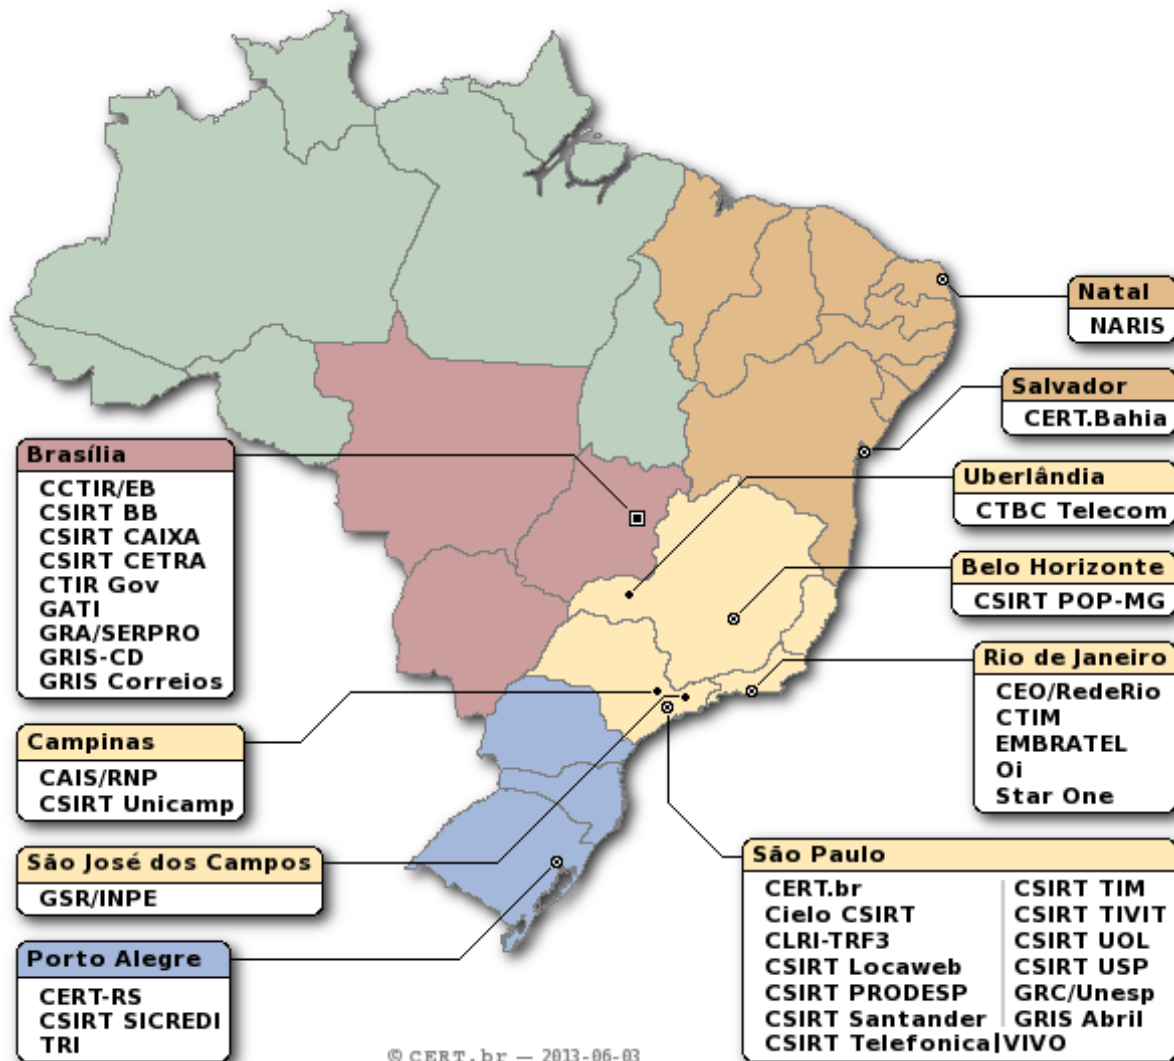 Natal
NARIS
Salvador
CERT.Bahia
Brasília
CCTIR/EB
CSIRT BB
CSIRT CAIXA
CSIRT CETRA
CTIR Gov
GATI
GRA/SERPRO
GRIS-CD
GRIS Correios
Uberlândia
CTBC Telecom
Belo Horizonte
CSIRT POP-MG
Rio de Janeiro
CEO/RedeRio
CTIM
EMBRATEL
Oi
Star One
Campinas
CAIS/RNP
CSIRT Unicamp
São José dos Campos
GSR/INPE
São Paulo
CERT.br
Cielo CSIRT
CLRI-TRF3
CSIRT Locaweb
CSIRT PRODESP
CSIRT Santander
CSIRT Telefonica|VIVO
CSIRT TIM
CSIRT TIVIT
CSIRT UOL
CSIRT USP
GRC/Unesp
GRIS Abril
Porto Alegre
CERT-RS
CSIRT SICREDI
TRI
© CERT.br — 2013-06-03